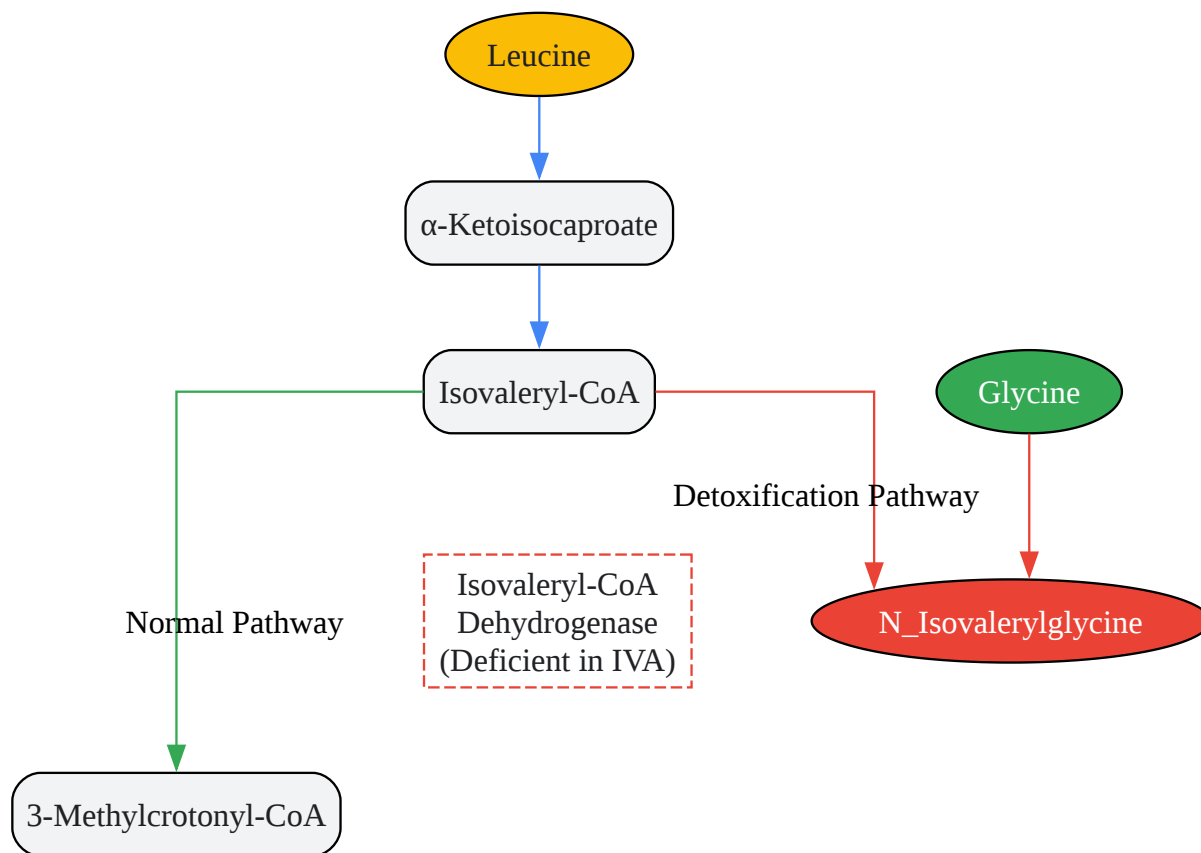 Leucine
α-Ketoisocaproate
Isovaleryl-CoA
Glycine
Detoxification Pathway
Isovaleryl-CoA
Dehydrogenase
(Deficient in IVA)
Normal Pathway
N_Isovalerylglycine
3-Methylcrotonyl-CoA